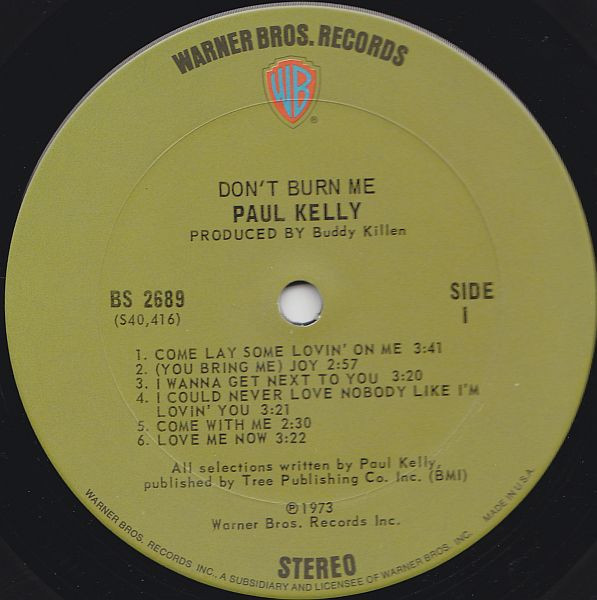 WARNER BROS. RECORDS
WB
®
DON'T BURN ME
PAUL KELLY
PRODUCED BY Buddy Killen
BS 2689
(S40,416)
SIDE
1
1. COME LAY SOME LOVIN' ON ME 3:41
2. (YOU BRING ME) JOY 2:57
3. I WANNA GET NEXT TO YOU 3:20
4. I COULD NEVER LOVE NOBODY LIKE I'M
LOVIN' YOU 3:21
5. COME WITH ME 2:30
6. LOVE ME NOW 3:22
All selections written by Paul Kelly,
published by Tree Publishing Co. Inc. (BMI)
℗1973
Warner Bros. Records Inc.
STEREO
WARNER BROS. RECORDS INC., A SUBSIDIARY AND LICENSEE OF WARNER BROS. INC. MADE IN U.S.A.